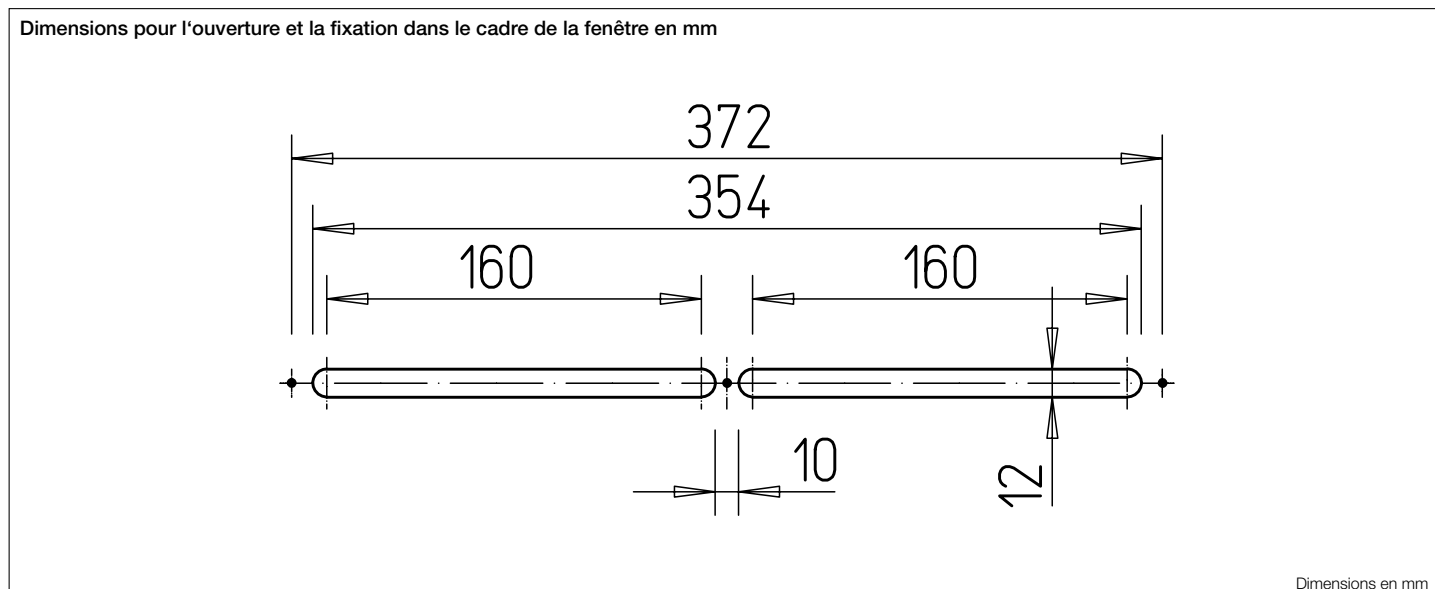 Dimensions pour l‘ouverture et la fixation dans le cadre de la fenêtre en mm
372
354
160 160
10
12
Dimensions en mm